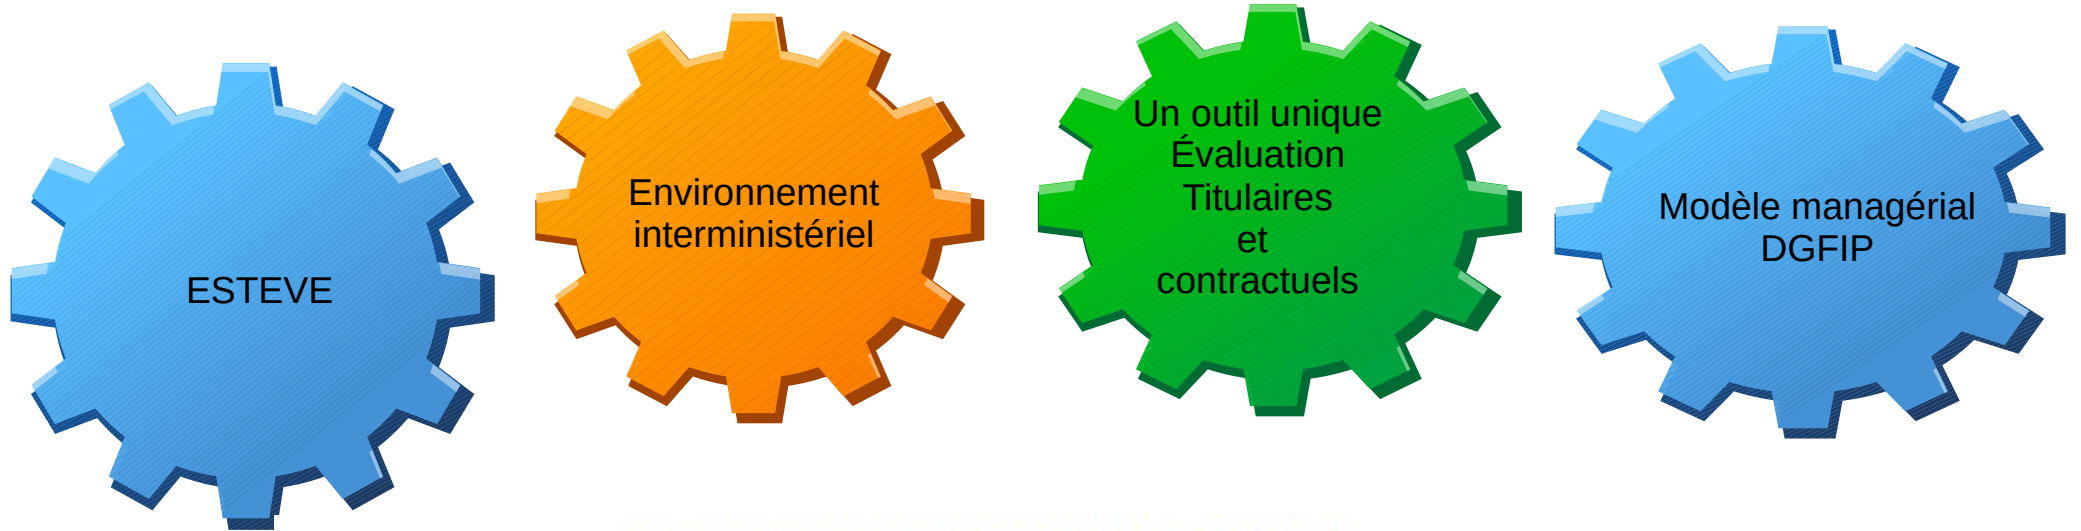 ESTEVE
Environnement
interministériel
Un outil unique
Évaluation
Titulaires
et
contractuels
Modèle managérial
DGFIP